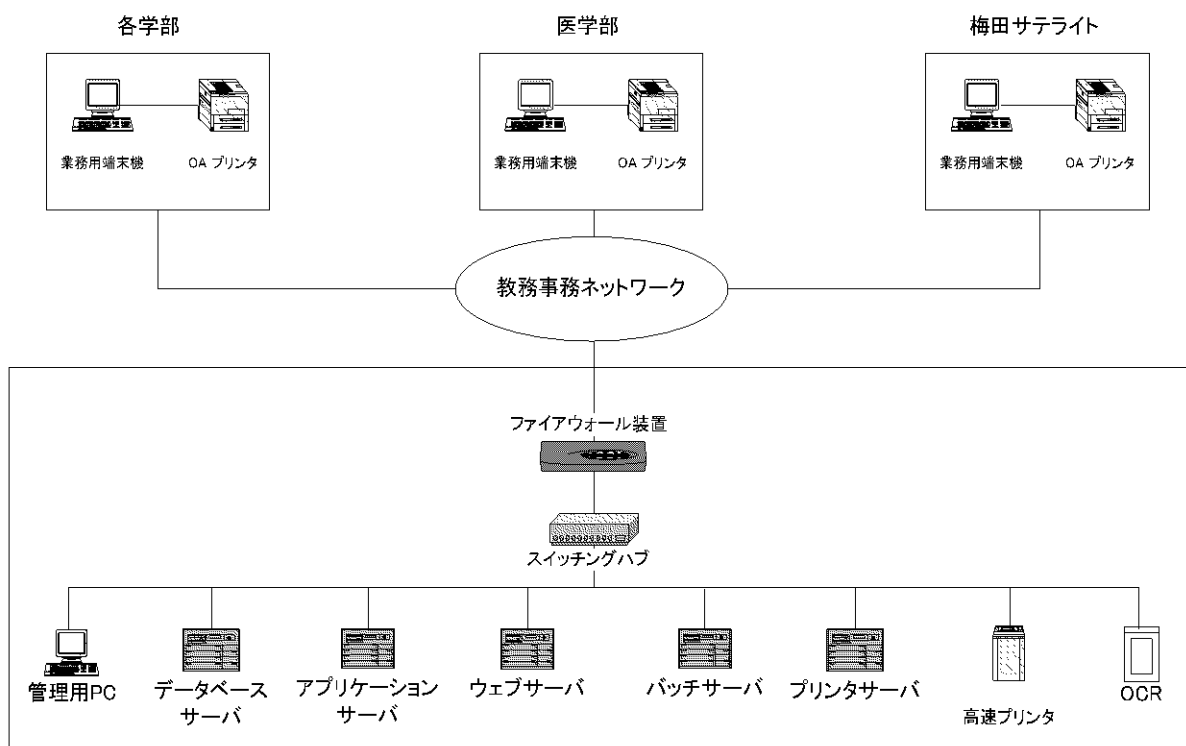 各学部
医学部
梅田サテライト
業務用端末機
OA プリンタ
業務用端末機
OA プリンタ
業務用端末機
OA プリンタ
教務事務ネットワーク
ファイアウォール装置
スイッチングハブ
管理用PC
データベース
サーバ
アプリケーション
サーバ
ウェブサーバ
バッチサーバ
プリンタサーバ
高速プリンタ
OCR